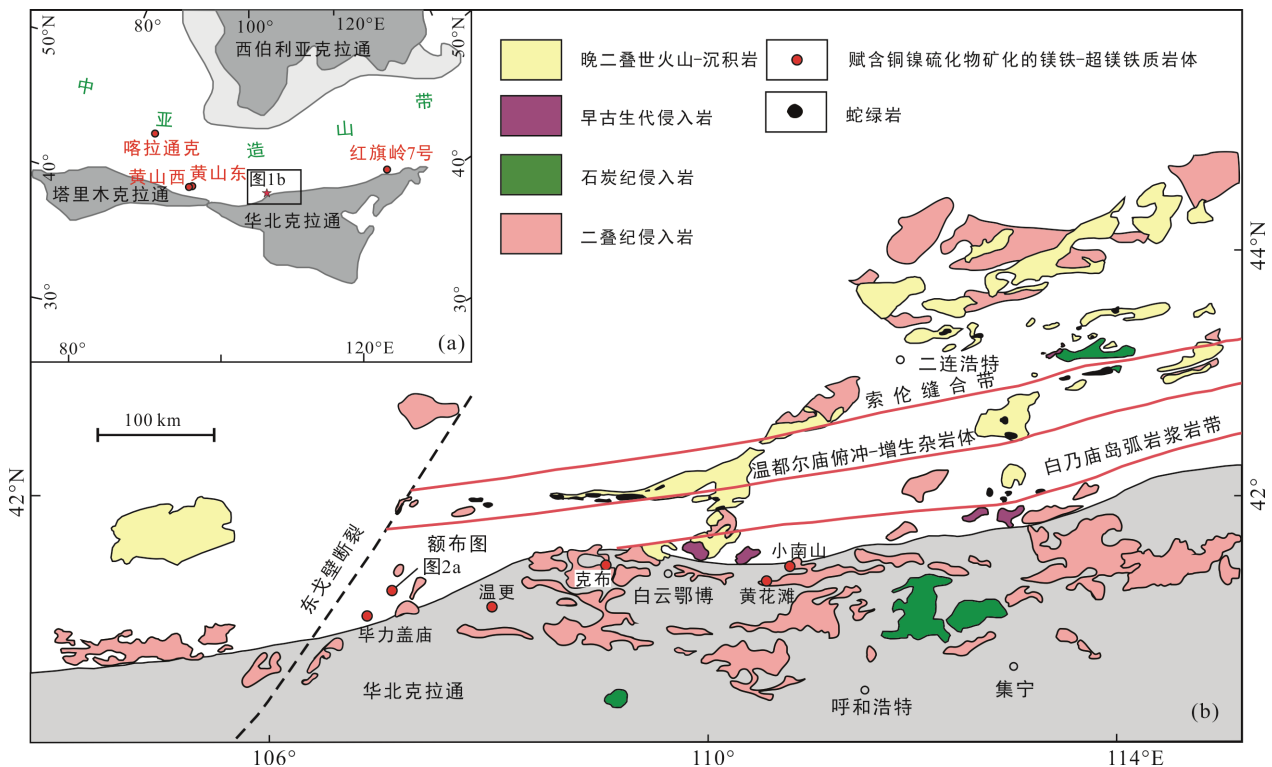 80°
100°
120°E
50°N
50°N
西伯利亚克拉通
中
亚
造
山
带
喀拉通克
黄山西
黄山东
红旗岭7号
图1b
塔里木克拉通
华北克拉通
40°
40°
30°
30°
80°
120°E
(a)
晚二叠世火山-沉积岩
早古生代侵入岩
石炭纪侵入岩
二叠纪侵入岩
赋含铜镍硫化物矿化的镁铁-超镁铁质岩体
蛇绿岩
44°N
二连浩特
索伦缝合带
100 km
温都尔庙俯冲-增生杂岩体
白乃庙岛弧岩浆岩带
42°N
42°
东戈壁断裂
额布图
图2a
小南山
克布
温更
白云鄂博
黄花滩
毕力盖庙
华北克拉通
集宁
呼和浩特
(b)
106°
110°
114°E